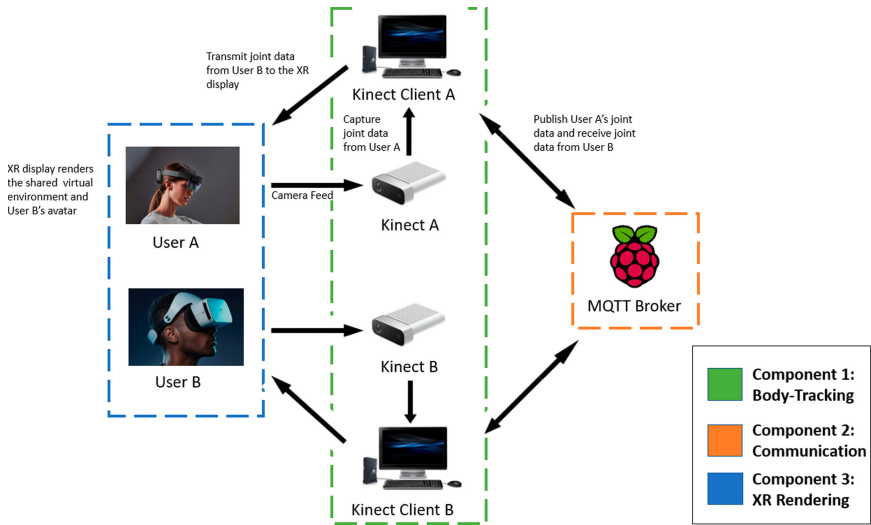 Transmit joint data
from User B to the XR
display
Kinect Client A
Capture
joint data
from User A
Publish User A's joint
data and receive joint
data from User B
XR display renders
the shared virtual
environment and
User B's avatar
Camera Feed
User A
Kinect A
MQTT Broker
User B
Kinect B
Kinect Client B
Component 1:
Body-Tracking
Component 2:
Communication
Component 3:
XR Rendering